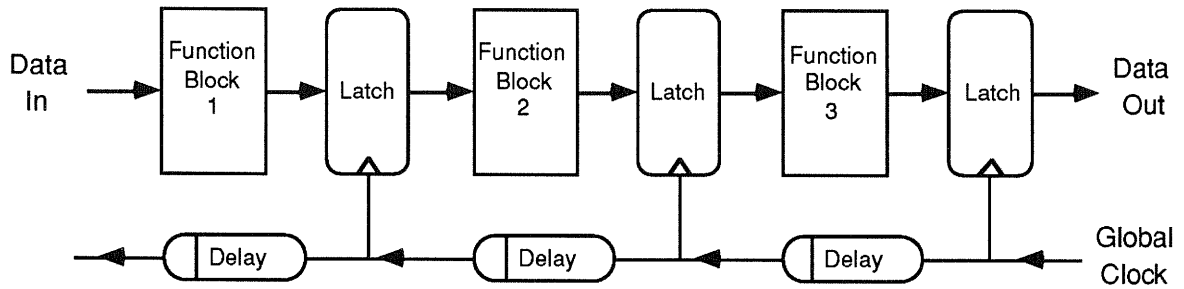 Data
In
Function
Block
1
Latch
Function
Block
2
Latch
Function
Block
3
Latch
Data
Out
Delay
Delay
Delay
Global
Clock